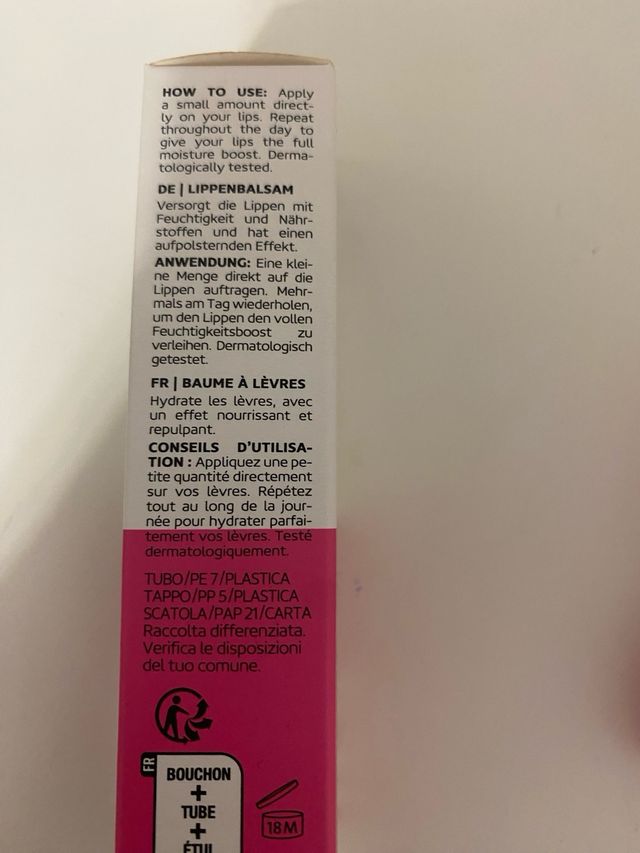 HOW TO USE: Apply
a small amount direct-
ly on your lips. Repeat
throughout the day to
give your lips the full
moisture boost. Derma-
tologically tested.
DE | LIPPENBALSAM
Versorgt die Lippen mit
Feuchtigkeit und Nähr-
stoffen und hat einen
aufpolsternden Effekt.
ANWENDUNG: Eine klei-
ne Menge direkt auf die
Lippen auftragen. Mehr-
mals am Tag wiederholen,
um den Lippen den vollen
Feuchtigkeitsboost zu
verleihen. Dermatologisch
getestet.
FR | BAUME À LÈVRES
Hydrate les lèvres, avec
un effet nourrissant et
repulpant.
CONSEILS D'UTILISA-
TION : Appliquez une pe-
tite quantité directement
sur vos lèvres. Répétez
tout au long de la jour-
née pour hydrater parfai-
tement vos lèvres. Testé
dermatologiquement.
TUBO/PE 7/PLASTICA
TAPPO/PP 5/PLASTICA
SCATOLA/PAP 21/CARTA
Raccolta differenziata.
Verifica le disposizioni
del tuo comune.
FR
BOUCHON
+
TUBE
+
ÉTUI
18M